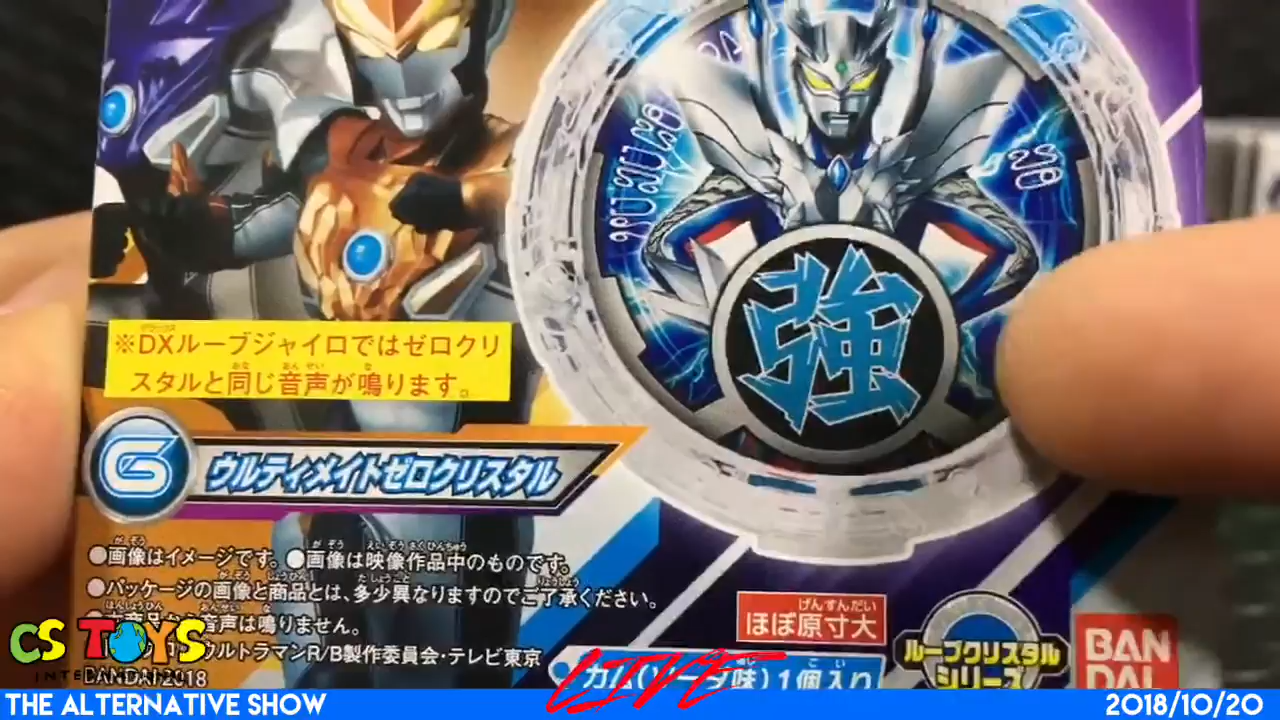 強
※DXルーブジャイロではゼロクリ
スタルと同じ音声が鳴ります。
G ウルティメイトゼロクリスタル
●画像はイメージです。●画像は映像作品中のものです。
●パッケージの画像と商品とは、多少異なりますのでご了承ください。
音声は鳴りません。
ウルトラマンR/B製作委員会・テレビ東京
BANDAI 2018
ほぼ原寸大
ルーブクリスタル
シリーズ
BAN
DAI
1個入り
CS TOYS
INTERNATIONAL
LIVE
THE ALTERNATIVE SHOW
2018/10/20